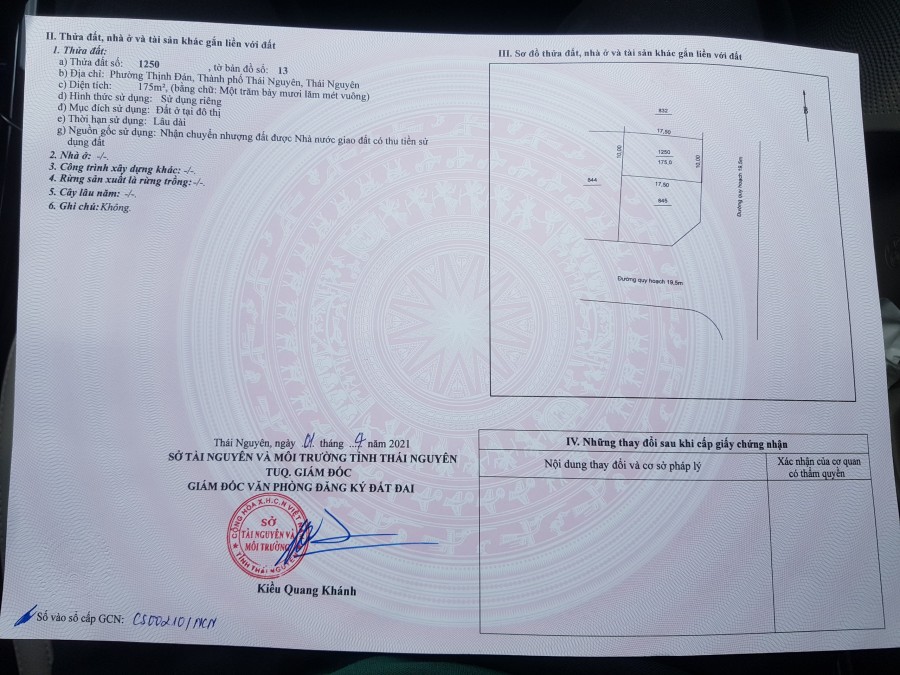 II. Thửa đất, nhà ở và tài sản khác gắn liền với đất
1. Thửa đất:
a) Thửa đất số: 1250 , tờ bản đồ số: 13
b) Địa chỉ: Phường Thịnh Đán, Thành phố Thái Nguyên, Thái Nguyên
c) Diện tích: 175m², (bằng chữ: Một trăm bảy mươi lăm mét vuông)
d) Hình thức sử dụng: Sử dụng riêng
đ) Mục đích sử dụng: Đất ở tại đô thị
e) Thời hạn sử dụng: Lâu dài
g) Nguồn gốc sử dụng: Nhận chuyển nhượng đất được Nhà nước giao đất có thu tiền sử
dụng đất
2. Nhà ở: -/-.
3. Công trình xây dựng khác: -/-.
4. Rừng sản xuất là rừng trồng:-/-.
5. Cây lâu năm: -/-.
6. Ghi chú:Không.
Thái Nguyên, ngày 01 tháng 4 năm 2021
SỞ TÀI NGUYÊN VÀ MÔI TRƯỜNG TỈNH THÁI NGUYÊN
TUQ. GIÁM ĐỐC
GIÁM ĐỐC VĂN PHÒNG ĐĂNG KÝ ĐẤT ĐAI
CỘNG HÒA X.H.C.N VIỆT
SỞ
TÀI NGUYÊN VÀ
MÔI TRƯỜNG
TỈNH THÁI NGUYÊN
Kiều Quang Khánh
Số vào sổ cấp GCN: CS00210/NCN
III. Sơ đồ thửa đất, nhà ở và tài sản khác gắn liền với đất
832
17,50
10,00
1250
175,0
10,00
844
17,50
845
Đường quy hoạch 19,5m
Đường quy hoạch 19,5m
IV. Những thay đổi sau khi cấp giấy chứng nhận
Nội dung thay đổi và cơ sở pháp lý
Xác nhận của cơ quan
có thẩm quyền